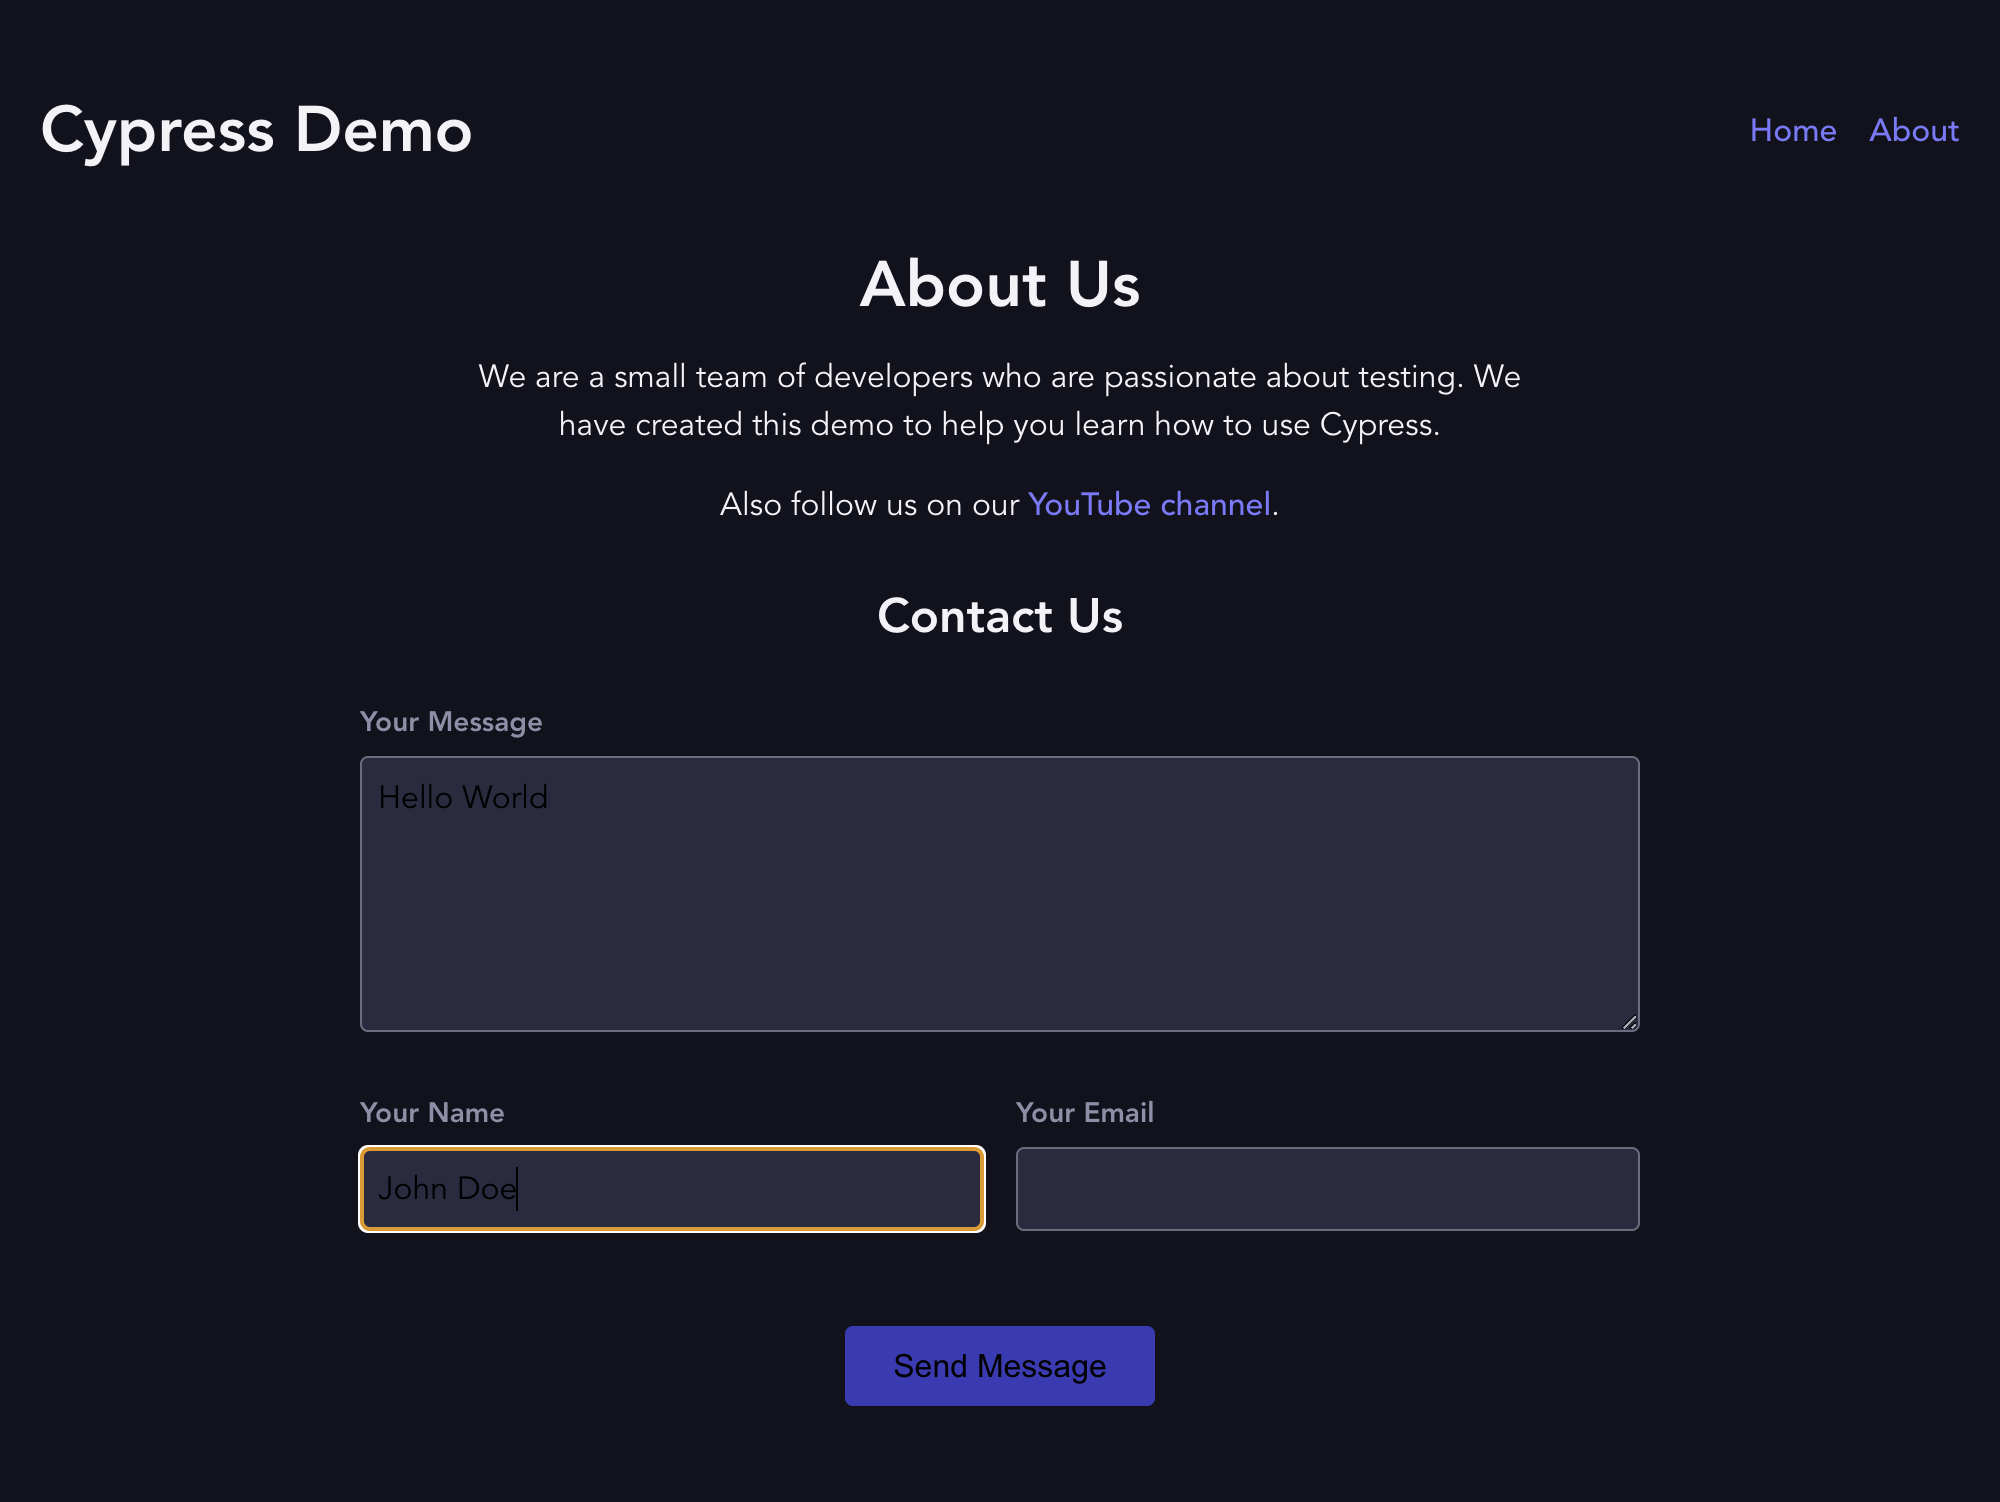 Cypress Demo
Home About
About Us
We are a small team of developers who are passionate about testing. We
have created this demo to help you learn how to use Cypress.
Also follow us on our YouTube channel.
Contact Us
Your Message
Hello World
Your Name
Your Email
John Doe
Send Message